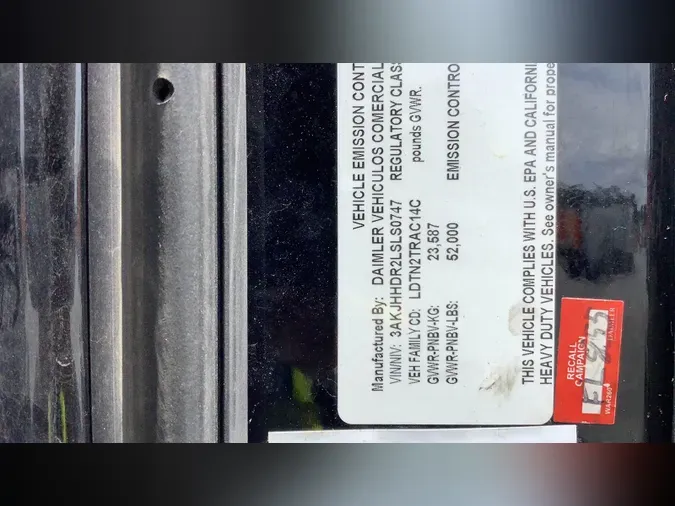 VEHICLE EMISSION CONT
Manufactured By: DAIMLER VEHICULOS COMERCIAL
VIN/NIV: 3AKJHHDR2LSLS0747 REGULATORY CLAS
VEH FAMILY CD: LDTN2TRAC14C pounds GVWR.
GVWR-PNBV-KG: 23,587
GVWR-PNBV-LBS: 52,000 EMISSION CONTRO
THIS VEHICLE COMPLIES WITH U.S. EPA AND CALIFORNI
HEAVY DUTY VEHICLES. See owner's manual for prope
RECALL
CAMPAIGN
DAIMLER